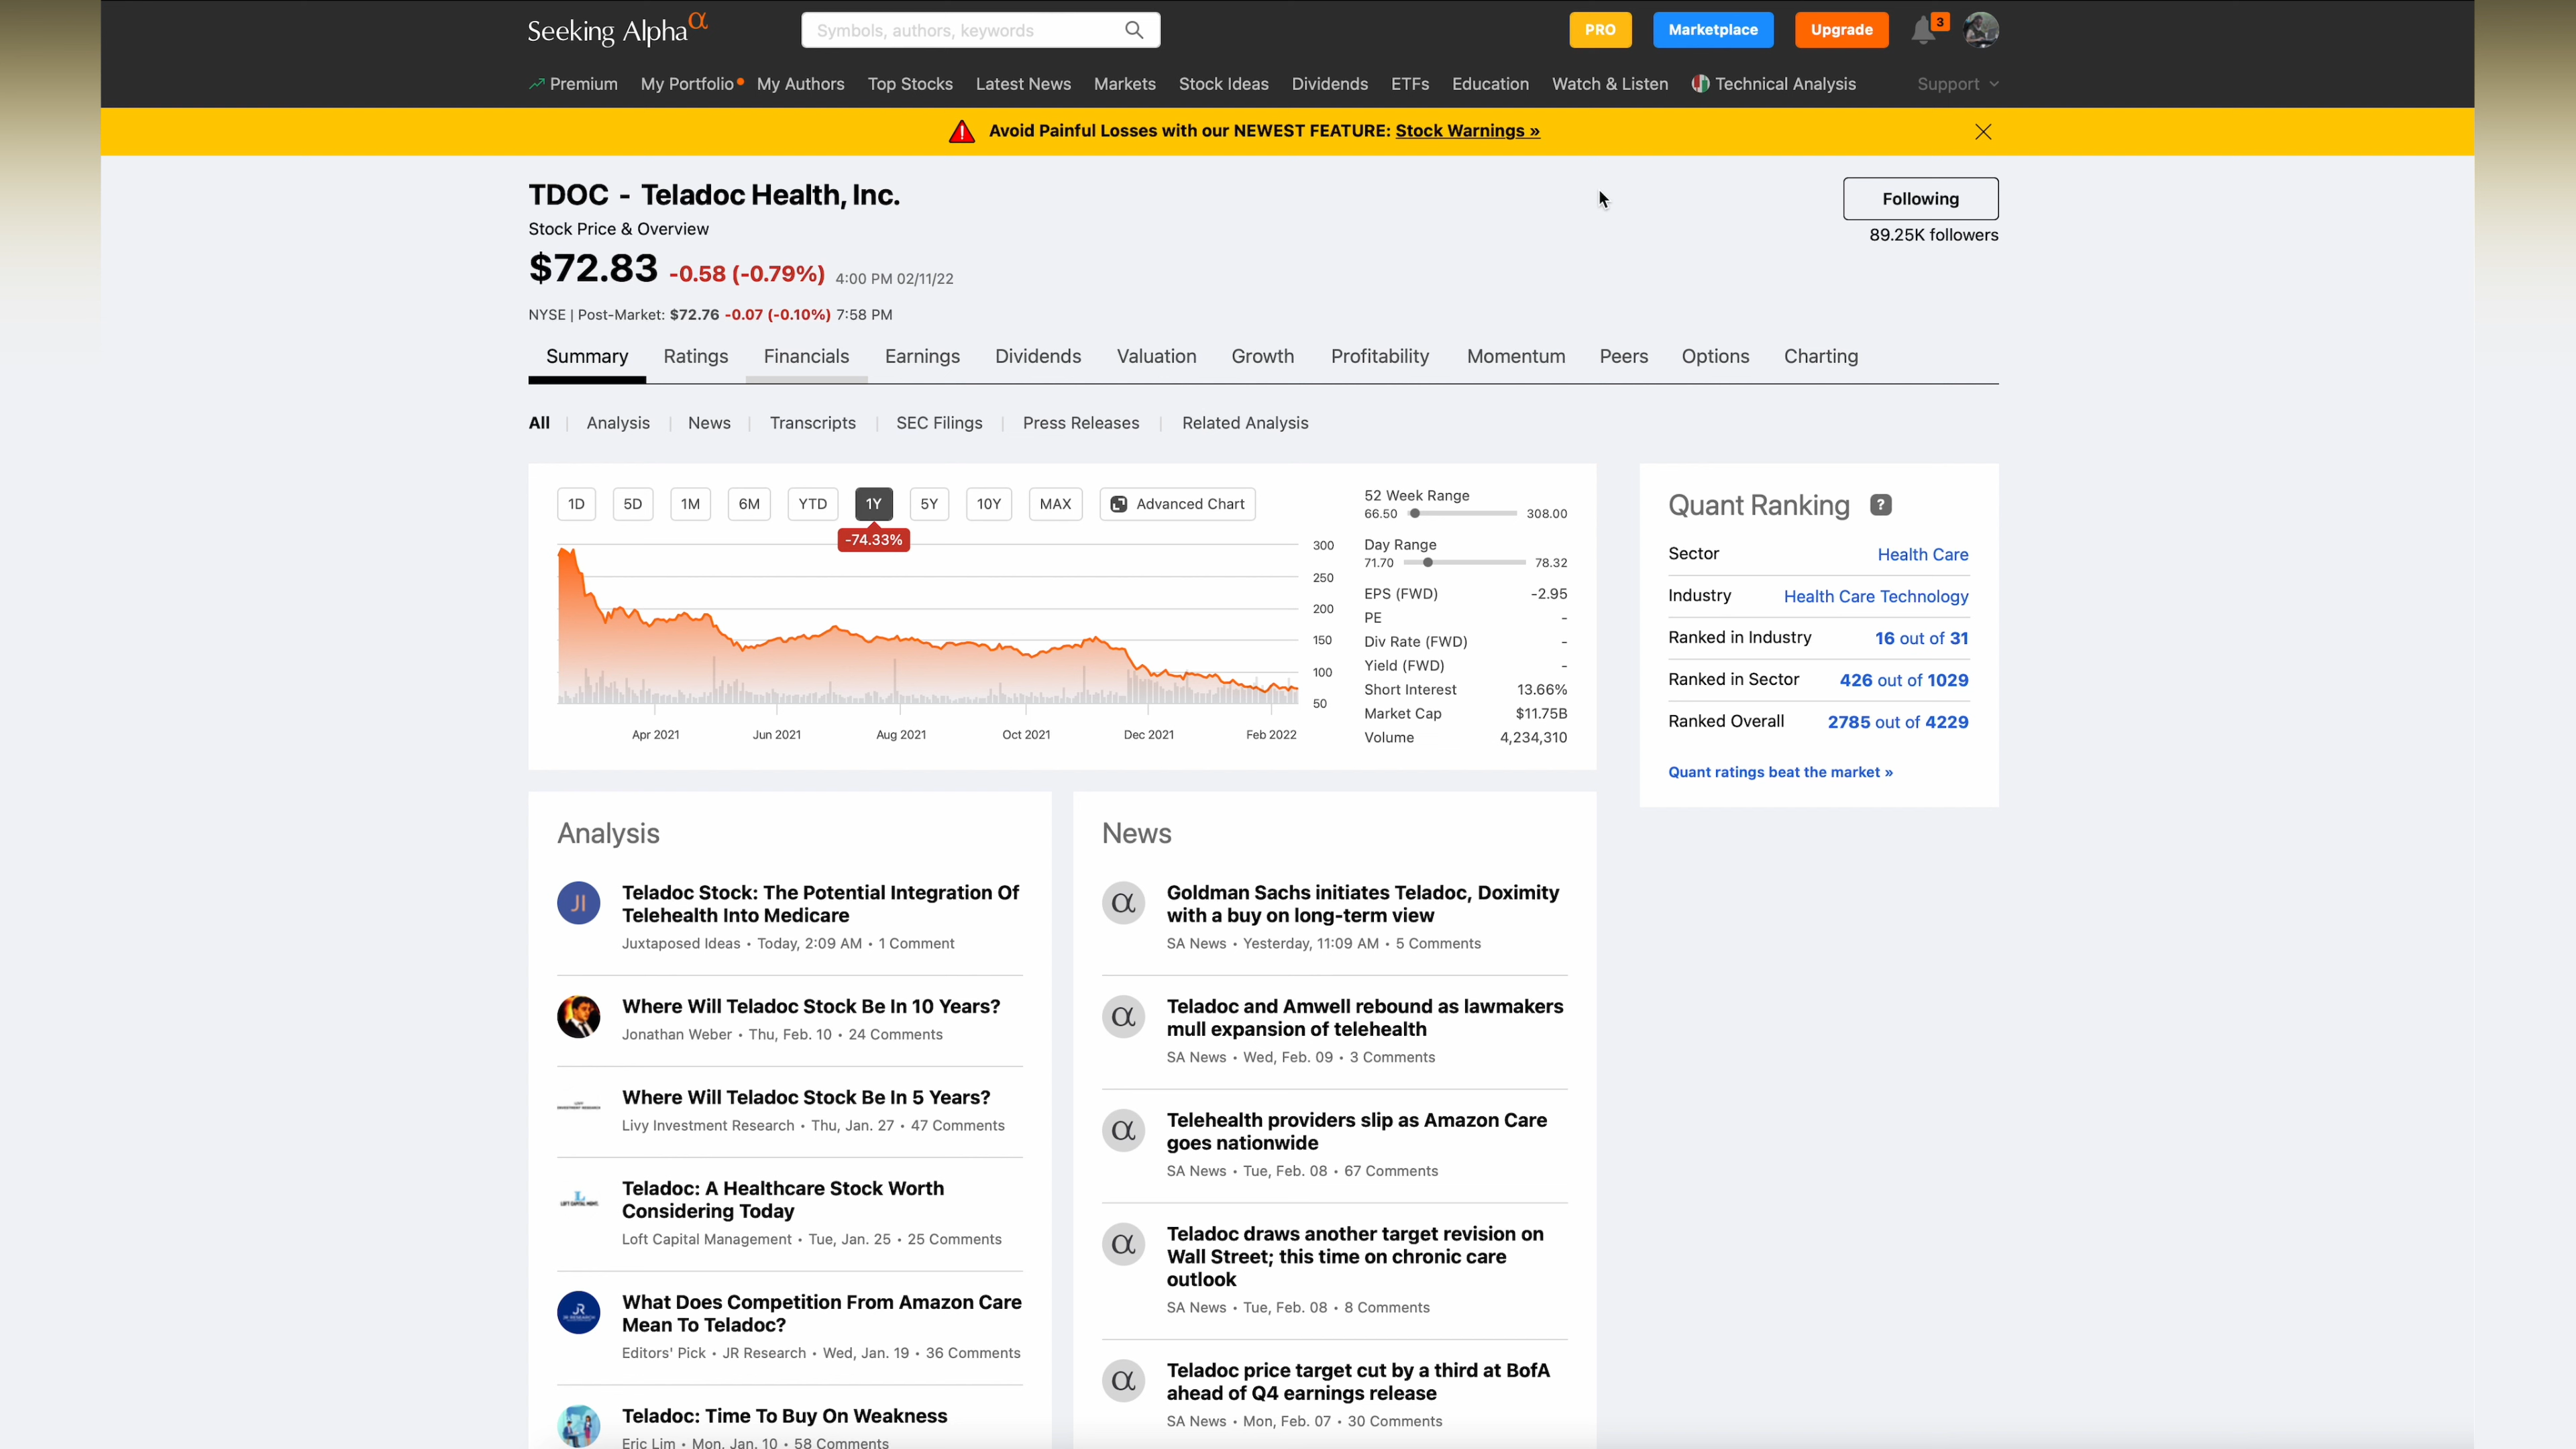 Seeking Alphaα
Symbols, authors, keywords
PRO
Marketplace
Upgrade
3
Premium
My Portfolio
My Authors
Top Stocks
Latest News
Markets
Stock Ideas
Dividends
ETFs
Education
Watch & Listen
Technical Analysis
Support
Avoid Painful Losses with our NEWEST FEATURE: Stock Warnings »
TDOC - Teladoc Health, Inc.
Following
Stock Price & Overview
89.25K followers
$72.83 -0.58 (-0.79%) 4:00 PM 02/11/22
NYSE | Post-Market: $72.76 -0.07 (-0.10%) 7:58 PM
Summary
Ratings
Financials
Earnings
Dividends
Valuation
Growth
Profitability
Momentum
Peers
Options
Charting
All | Analysis | News | Transcripts | SEC Filings | Press Releases | Related Analysis
1D
5D
1M
6M
YTD
1Y
5Y
10Y
MAX
Advanced Chart
-74.33%
300
250
200
150
100
50
Apr 2021
Jun 2021
Aug 2021
Oct 2021
Dec 2021
Feb 2022
52 Week Range
66.50 308.00
Day Range
71.70 78.32
EPS (FWD) -2.95
PE -
Div Rate (FWD) -
Yield (FWD) -
Short Interest 13.66%
Market Cap $11.75B
Volume 4,234,310
Quant Ranking ?
Sector Health Care
Industry Health Care Technology
Ranked in Industry 16 out of 31
Ranked in Sector 426 out of 1029
Ranked Overall 2785 out of 4229
Quant ratings beat the market »
Analysis
JI
Teladoc Stock: The Potential Integration Of
Telehealth Into Medicare
Juxtaposed Ideas • Today, 2:09 AM • 1 Comment
Where Will Teladoc Stock Be In 10 Years?
Jonathan Weber • Thu, Feb. 10 • 24 Comments
Where Will Teladoc Stock Be In 5 Years?
Livy Investment Research • Thu, Jan. 27 • 47 Comments
Teladoc: A Healthcare Stock Worth
Considering Today
Loft Capital Management • Tue, Jan. 25 • 25 Comments
JR
What Does Competition From Amazon Care
Mean To Teladoc?
Editors' Pick • JR Research • Wed, Jan. 19 • 36 Comments
Teladoc: Time To Buy On Weakness
Eric Lim • Mon, Jan. 10 • 58 Comments
News
α
Goldman Sachs initiates Teladoc, Doximity
with a buy on long-term view
SA News • Yesterday, 11:09 AM • 5 Comments
α
Teladoc and Amwell rebound as lawmakers
mull expansion of telehealth
SA News • Wed, Feb. 09 • 3 Comments
α
Telehealth providers slip as Amazon Care
goes nationwide
SA News • Tue, Feb. 08 • 67 Comments
α
Teladoc draws another target revision on
Wall Street; this time on chronic care
outlook
SA News • Tue, Feb. 08 • 8 Comments
α
Teladoc price target cut by a third at BofA
ahead of Q4 earnings release
SA News • Mon, Feb. 07 • 30 Comments